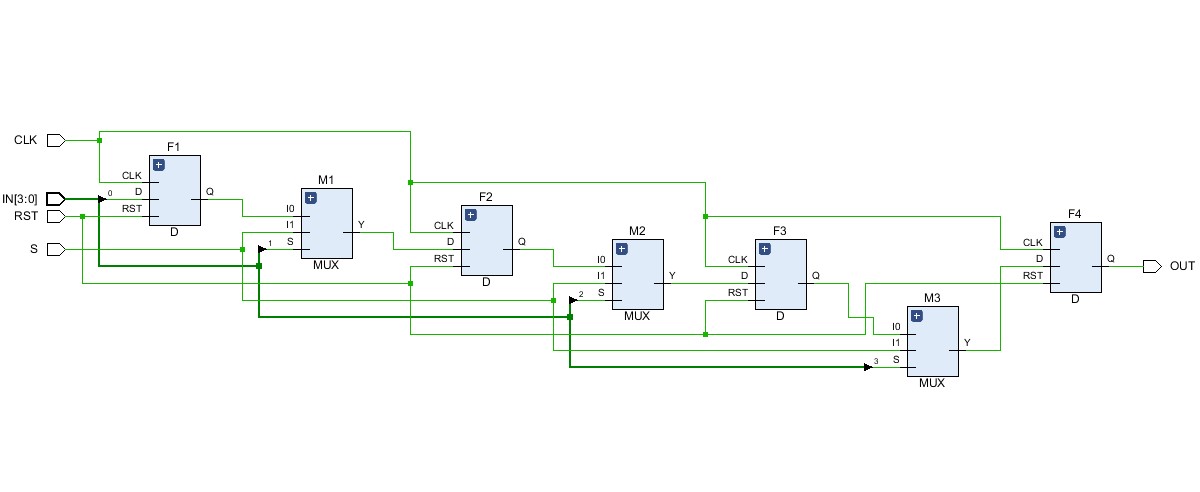 CLK
IN[3:0]
RST
S
F1
CLK
D
RST
Q
D
0
M1
I0
I1
S
Y
MUX
1
F2
CLK
D
RST
Q
D
M2
I0
I1
S
Y
MUX
2
F3
CLK
D
RST
Q
D
M3
I0
I1
S
Y
MUX
3
F4
CLK
D
RST
Q
D
OUT